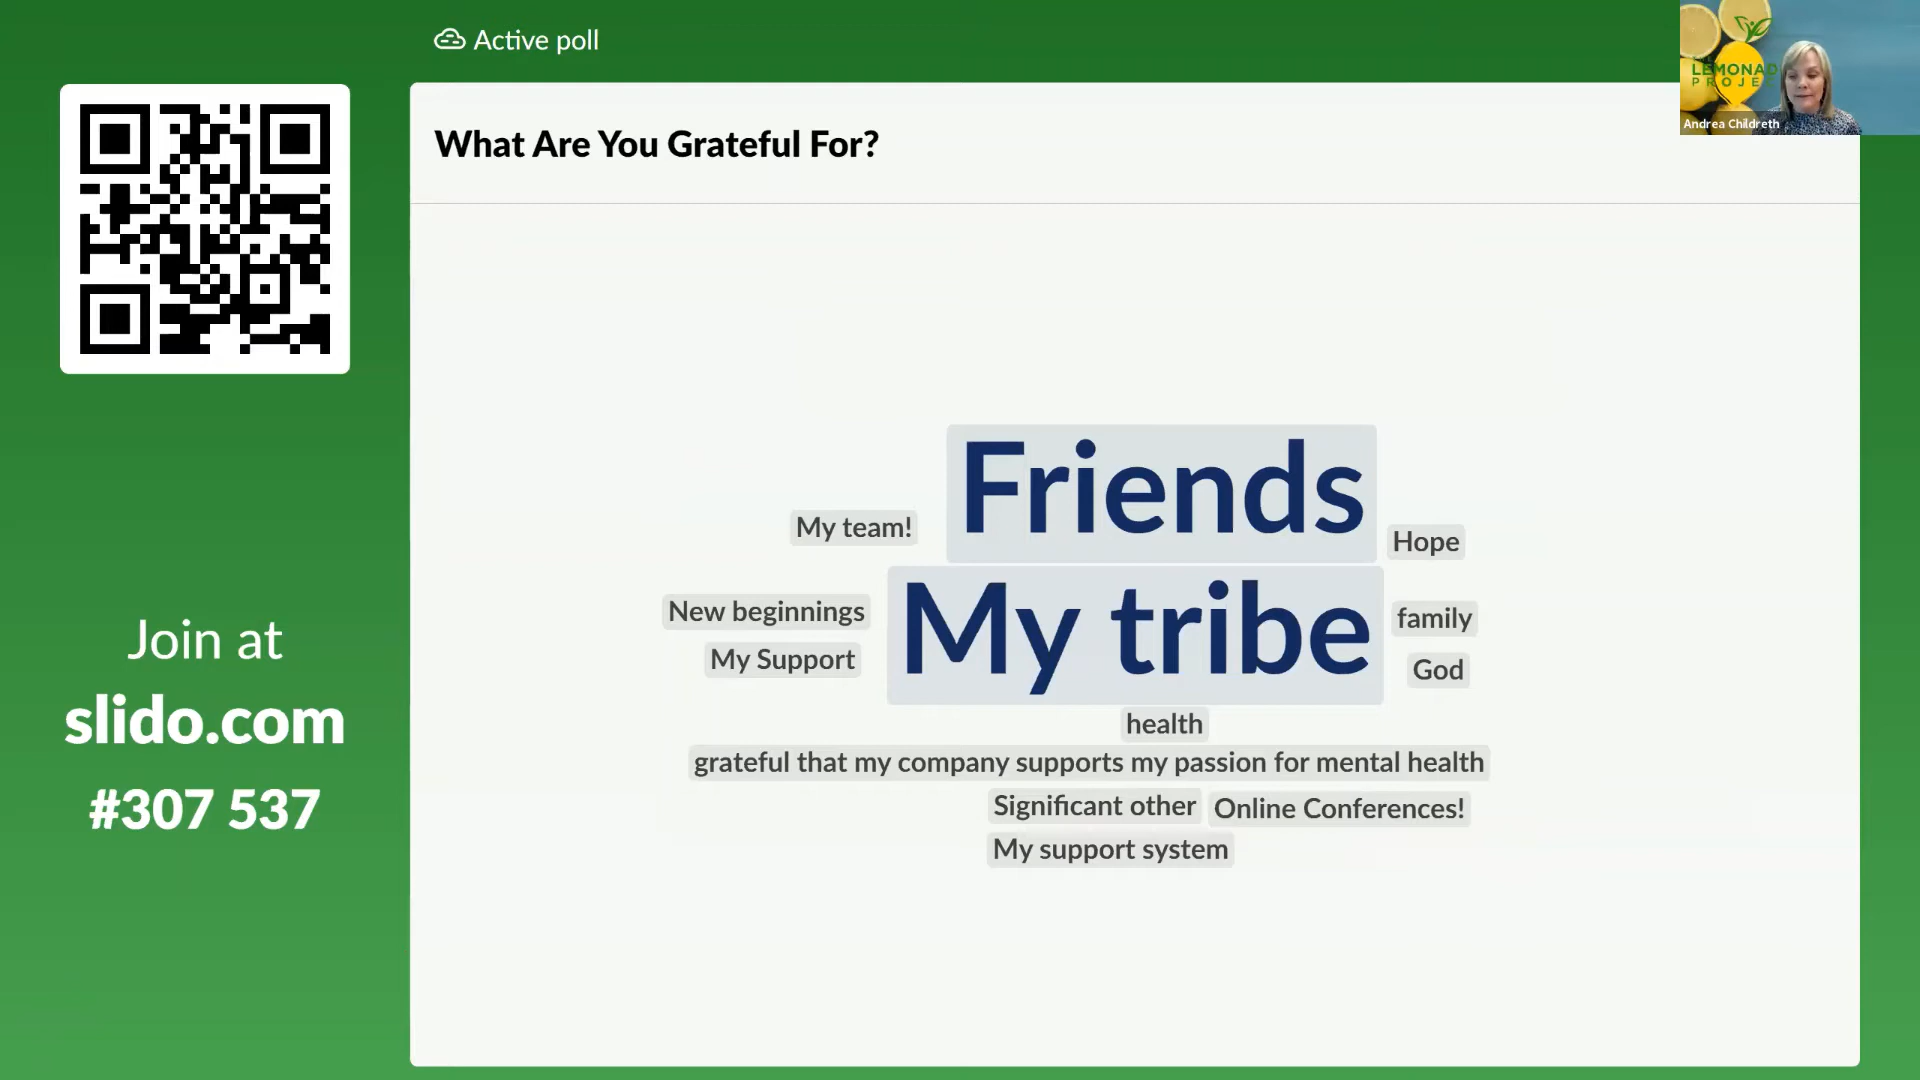 Active poll
What Are You Grateful For?
Friends
My team!
Hope
My tribe
New beginnings
family
My Support
God
health
grateful that my company supports my passion for mental health
Significant other
Online Conferences!
My support system
Join at
slido.com
#307 537
LEMONAD
PROJE
Andrea Childreth